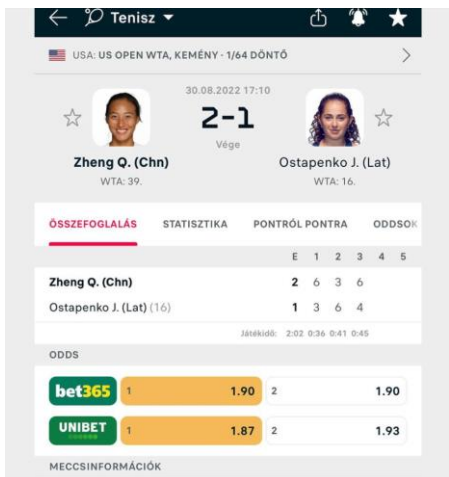 Tenisz
USA: US OPEN WTA, KEMÉNY - 1/64 DÖNTŐ
30.08.2022 17:10
2-1
Vége
Zheng Q. (Chn)
Ostapenko J. (Lat)
WTA: 39.
WTA: 16.
ÖSSZEFOGLALÁS STATISZTIKA PONTRÓL PONTRA ODDSOK
E 1 2 3 4 5
Zheng Q. (Chn) 2 6 3 6
Ostapenko J. (Lat) (16) 1 3 6 4
Játékidő: 2:02 0:36 0:41 0:45
ODDS
bet365 1 1.90 2 1.90
UNIBET 1 1.87 2 1.93
MECCSINFORMÁCIÓK